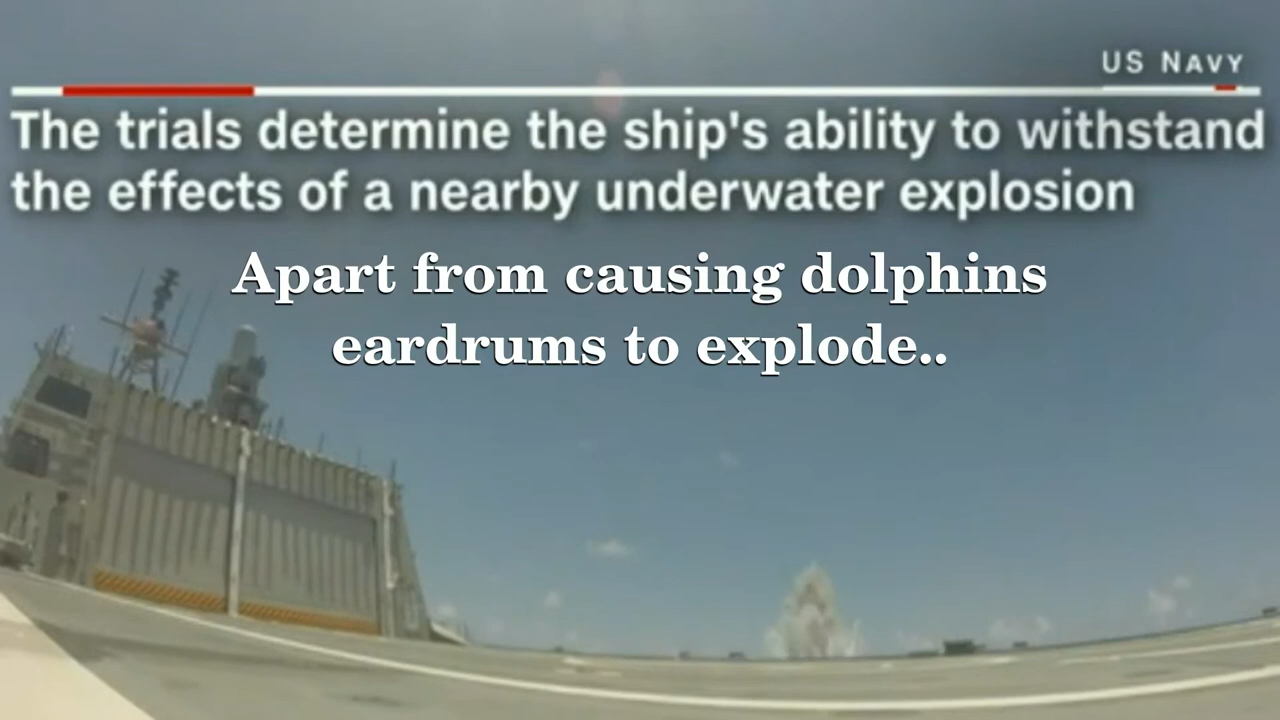 US NAVY
The trials determine the ship's ability to withstand
the effects of a nearby underwater explosion
Apart from causing dolphins
eardrums to explode..